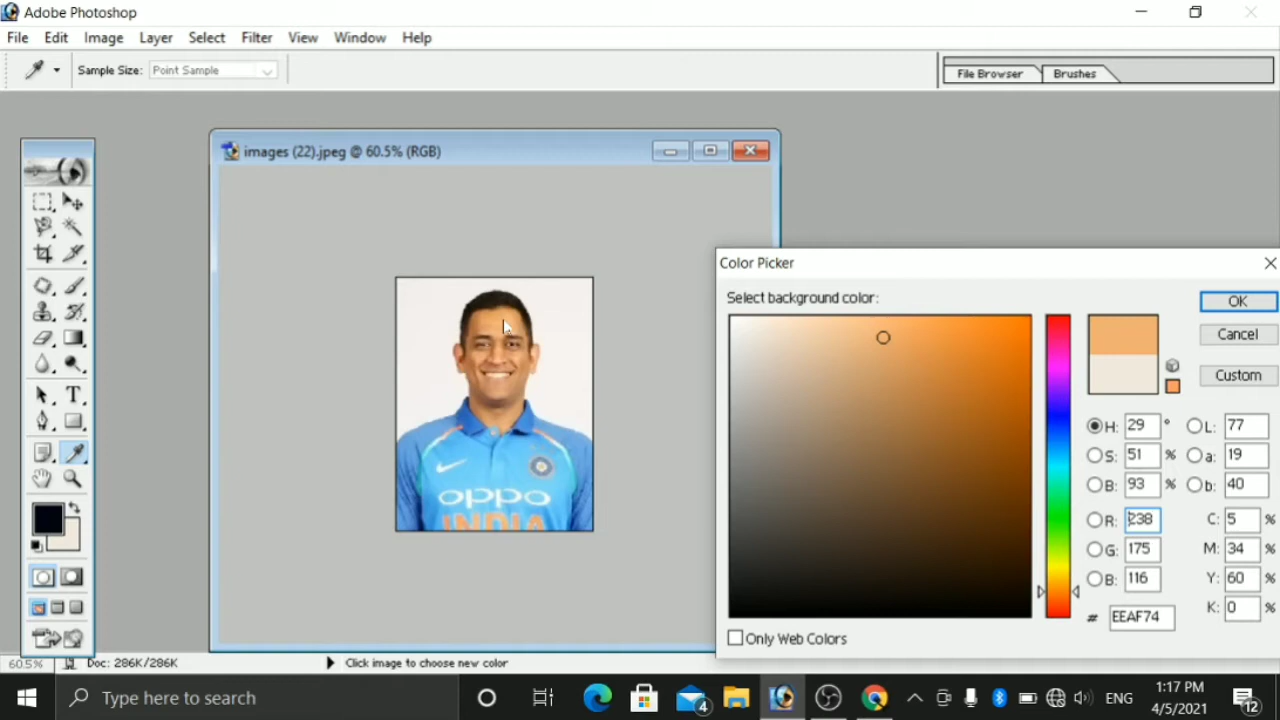 Adobe Photoshop
File Edit Image Layer Select Filter View Window Help
Sample Size: Point Sample
File Browser Brushes
images (22).jpeg @ 60.5% (RGB)
oppo
INDIA
Color Picker
Select background color:
OK
Cancel
Custom
H: 29 ° L: 77
S: 51 % a: 19
B: 93 % b: 40
R: 238 C: 5 %
G: 175 M: 34 %
B: 116 Y: 60 %
# EEAF74 K: 0 %
Only Web Colors
60.5% Doc: 286K/286K Click image to choose new color
Type here to search
4
ENG
1:17 PM
4/5/2021
12